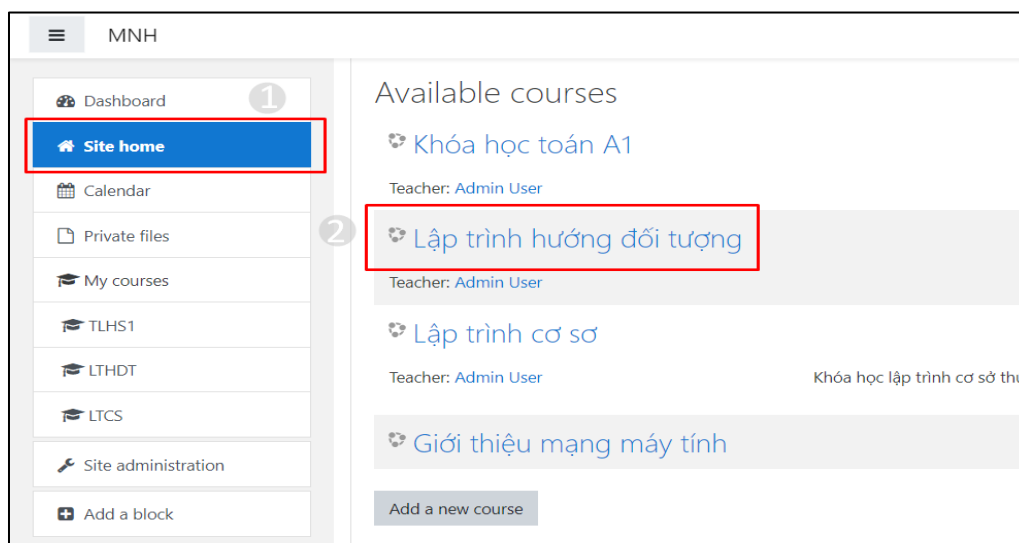 MNH
Dashboard
1
Site home
Calendar
Private files
My courses
TLHS1
LTHDT
LTCS
Site administration
Add a block
Available courses
Khóa học toán A1
Teacher: Admin User
2
Lập trình hướng đối tượng
Teacher: Admin User
Lập trình cơ sơ
Teacher: Admin User
Khóa học lập trình cơ sở thu
Giới thiệu mạng máy tính
Add a new course